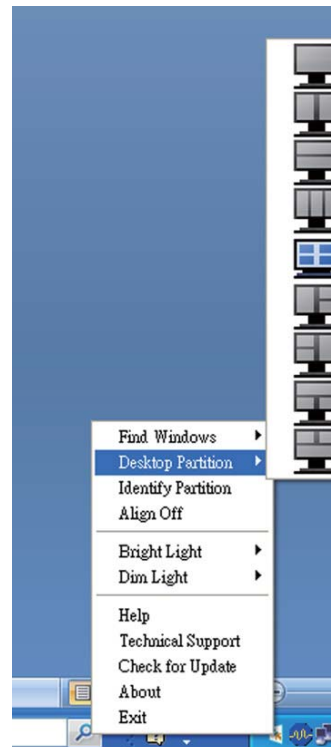 Find Windows
Desktop Partition
Identify Partition
Align Off
Bright Light
Dim Light
Help
Technical Support
Check for Update
About
Exit